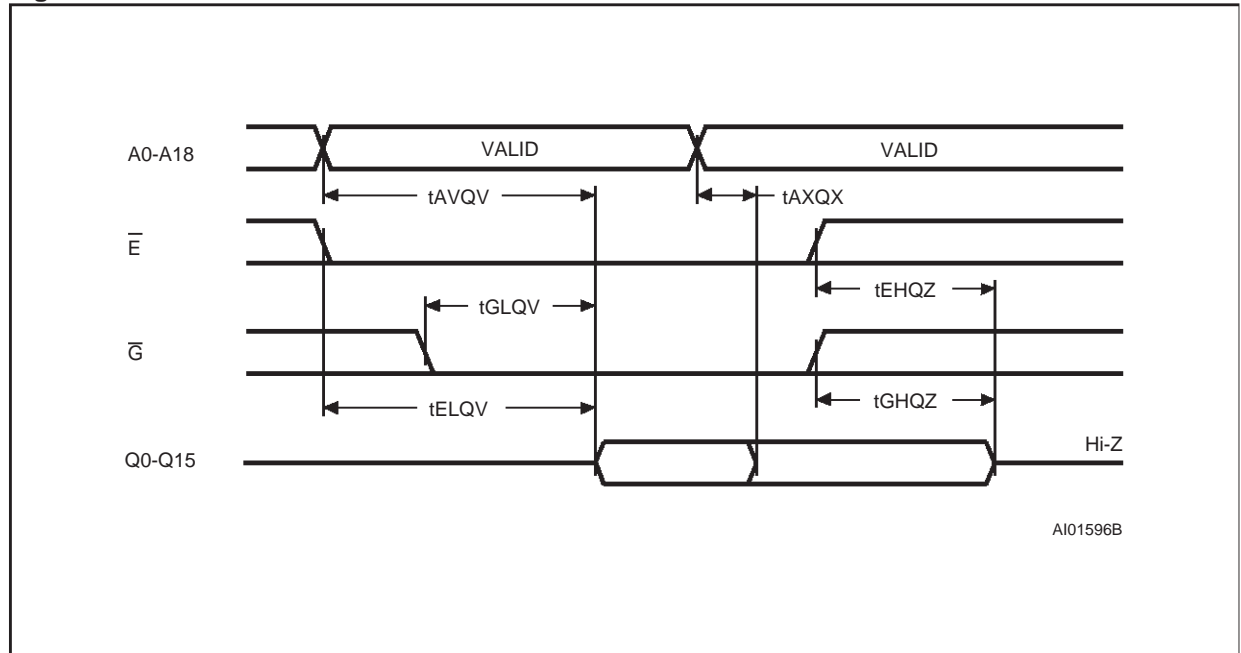 A0-A18
VALID
VALID
tAVQV
tAXQX
E̅
tEHQZ
tGLQV
G̅
tGHQZ
tELQV
Q0-Q15
Hi-Z
AI01596B